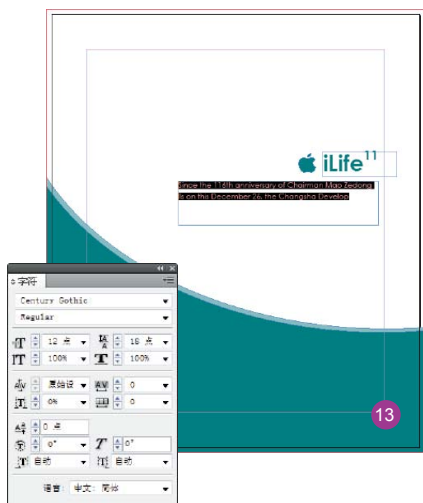 iLife11
Since the 116th anniversary of Chairman Mao Zedong
is on this December 26, the Changsha Develop
字符
Century Gothic
Regular
12 点
18 点
100%
100%
原始设
0
0%
0
0 点
0°
0°
自动
自动
语言: 中文: 简体
13